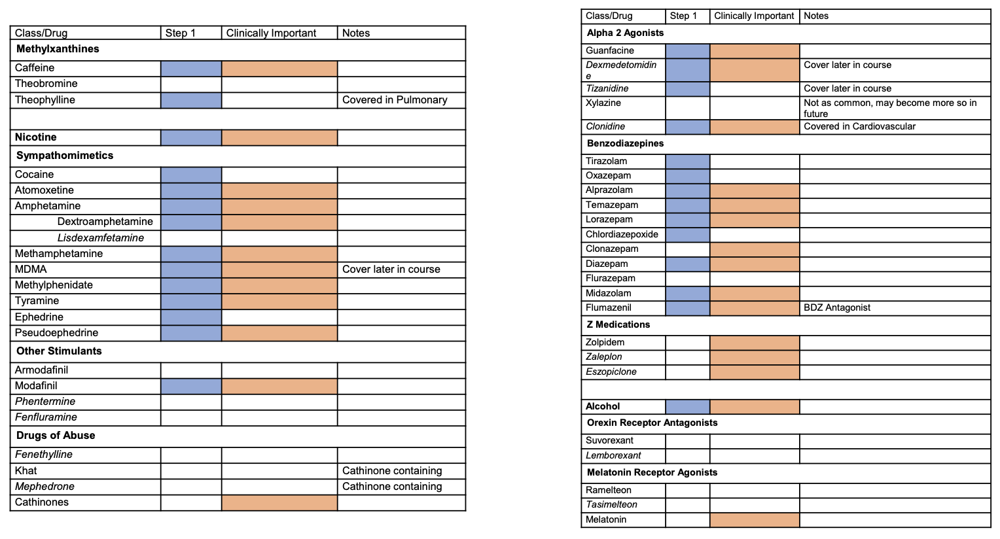 Class/Drug Step 1 Clinically Important Notes
Methylxanthines
Caffeine
Theobromine
Theophylline Covered in Pulmonary
Nicotine
Sympathomimetics
Cocaine
Atomoxetine
Amphetamine
Dextroamphetamine
Lisdexamfetamine
Methamphetamine
MDMA Cover later in course
Methylphenidate
Tyramine
Ephedrine
Pseudoephedrine
Other Stimulants
Armodafinil
Modafinil
Phentermine
Fenfluramine
Drugs of Abuse
Fenethylline
Khat Cathinone containing
Mephedrone Cathinone containing
Cathinones
Class/Drug Step 1 Clinically Important Notes
Alpha 2 Agonists
Guanfacine
Dexmedetomidin Cover later in course
e
Tizanidine Cover later in course
Xylazine Not as common, may become more so in
future
Clonidine Covered in Cardiovascular
Benzodiazepines
Tirazolam
Oxazepam
Alprazolam
Temazepam
Lorazepam
Chlordiazepoxide
Clonazepam
Diazepam
Flurazepam
Midazolam
Flumazenil BDZ Antagonist
Z Medications
Zolpidem
Zaleplon
Eszopiclone
Alcohol
Orexin Receptor Antagonists
Suvorexant
Lemborexant
Melatonin Receptor Agonists
Ramelteon
Tasimelteon
Melatonin